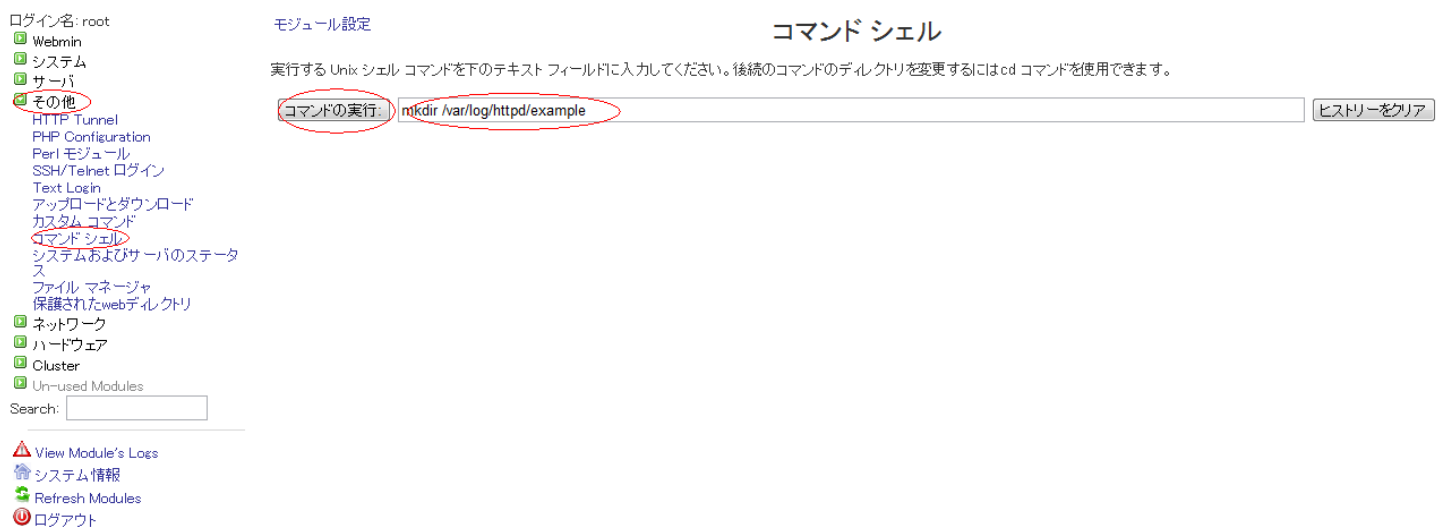 ログイン名: root
Webmin
システム
サーバ
その他
HTTP Tunnel
PHP Configuration
Perl モジュール
SSH/Telnet ログイン
Text Login
アップロードとダウンロード
カスタム コマンド
コマンド シェル
システムおよびサーバのステータ
ス
ファイル マネージャ
保護されたwebディレクトリ
ネットワーク
ハードウェア
Cluster
Un-used Modules
Search:
View Module's Logs
システム情報
Refresh Modules
ログアウト
モジュール設定
コマンド シェル
実行する Unix シェル コマンドを下のテキスト フィールドに入力してください。後続のコマンドのディレクトリを変更するにはcd コマンドを使用できます。
コマンドの実行: mkdir /var/log/httpd/example ヒストリーをクリア